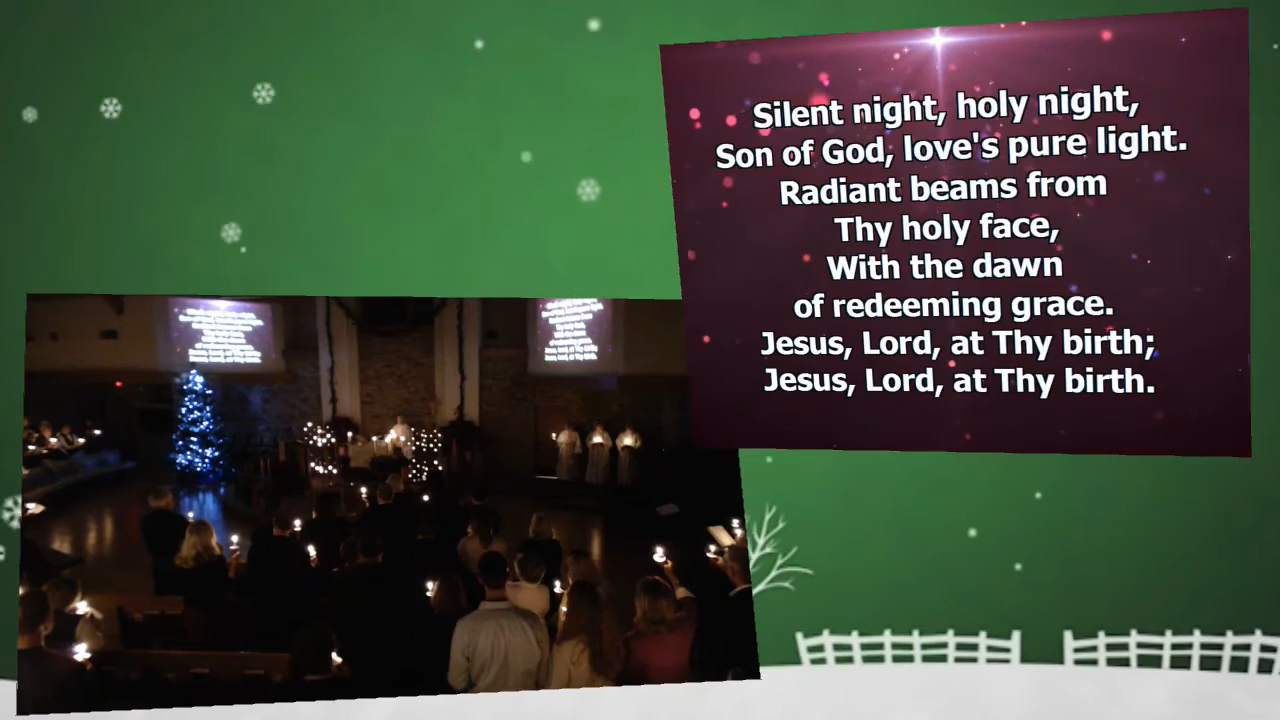 Silent night, holy night,
Son of God, love's pure light.
Radiant beams from
Thy holy face,
With the dawn
of redeeming grace.
Jesus, Lord, at Thy birth;
Jesus, Lord, at Thy birth.